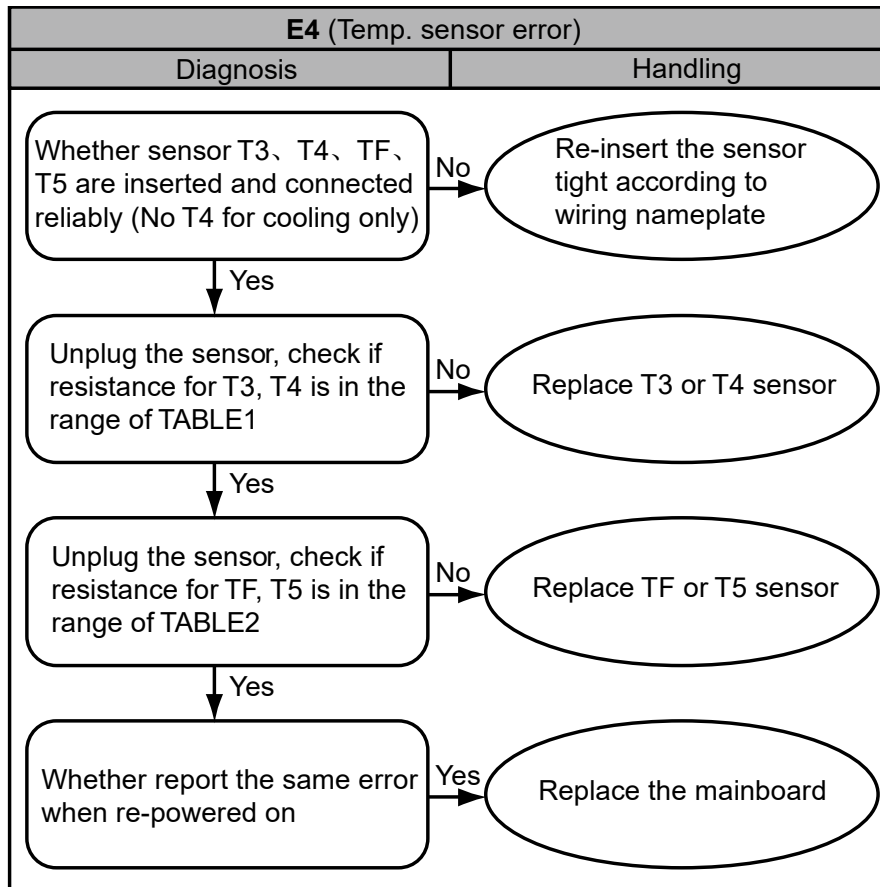 E4 (Temp. sensor error)
Diagnosis
Handling
Whether sensor T3、T4、TF、
T5 are inserted and connected
reliably (No T4 for cooling only)
No
Re-insert the sensor
tight according to
wiring nameplate
Yes
Unplug the sensor, check if
resistance for T3, T4 is in the
range of TABLE1
No
Replace T3 or T4 sensor
Yes
Unplug the sensor, check if
resistance for TF, T5 is in the
range of TABLE2
No
Replace TF or T5 sensor
Yes
Whether report the same error
when re-powered on
Yes
Replace the mainboard